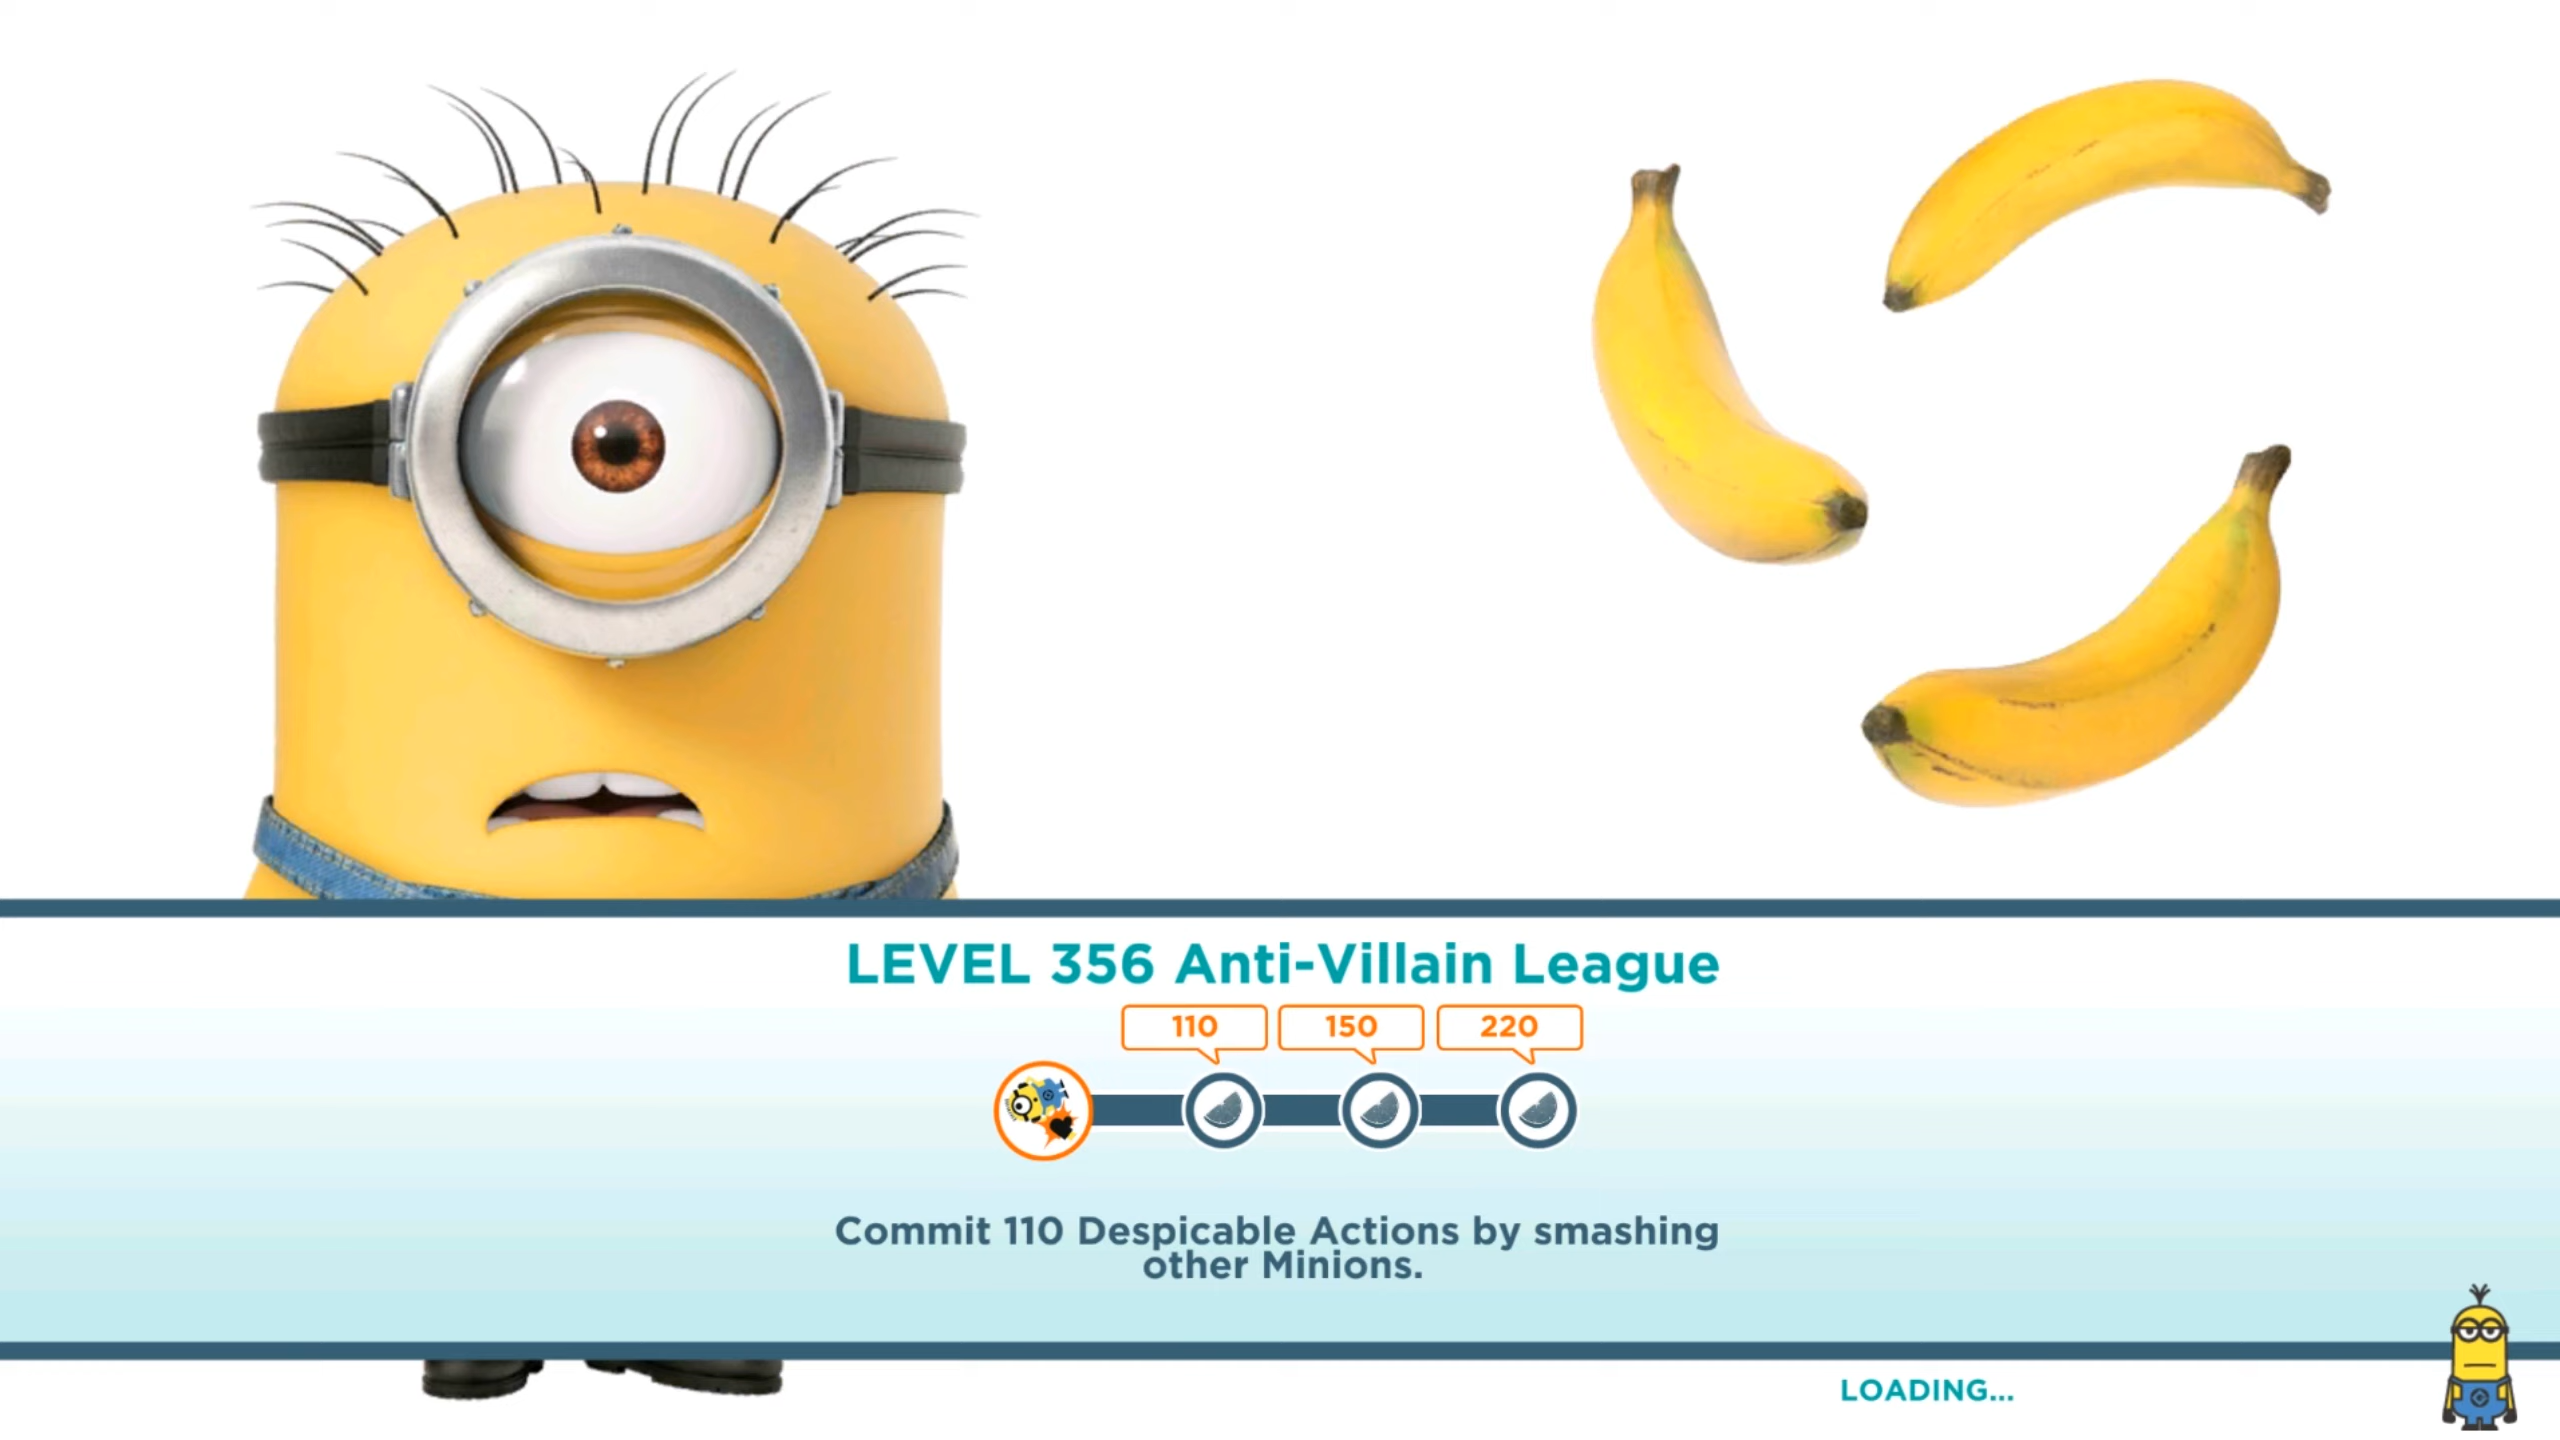 LEVEL 356 Anti-Villain League
110 150 220
Commit 110 Despicable Actions by smashing
other Minions.
LOADING...